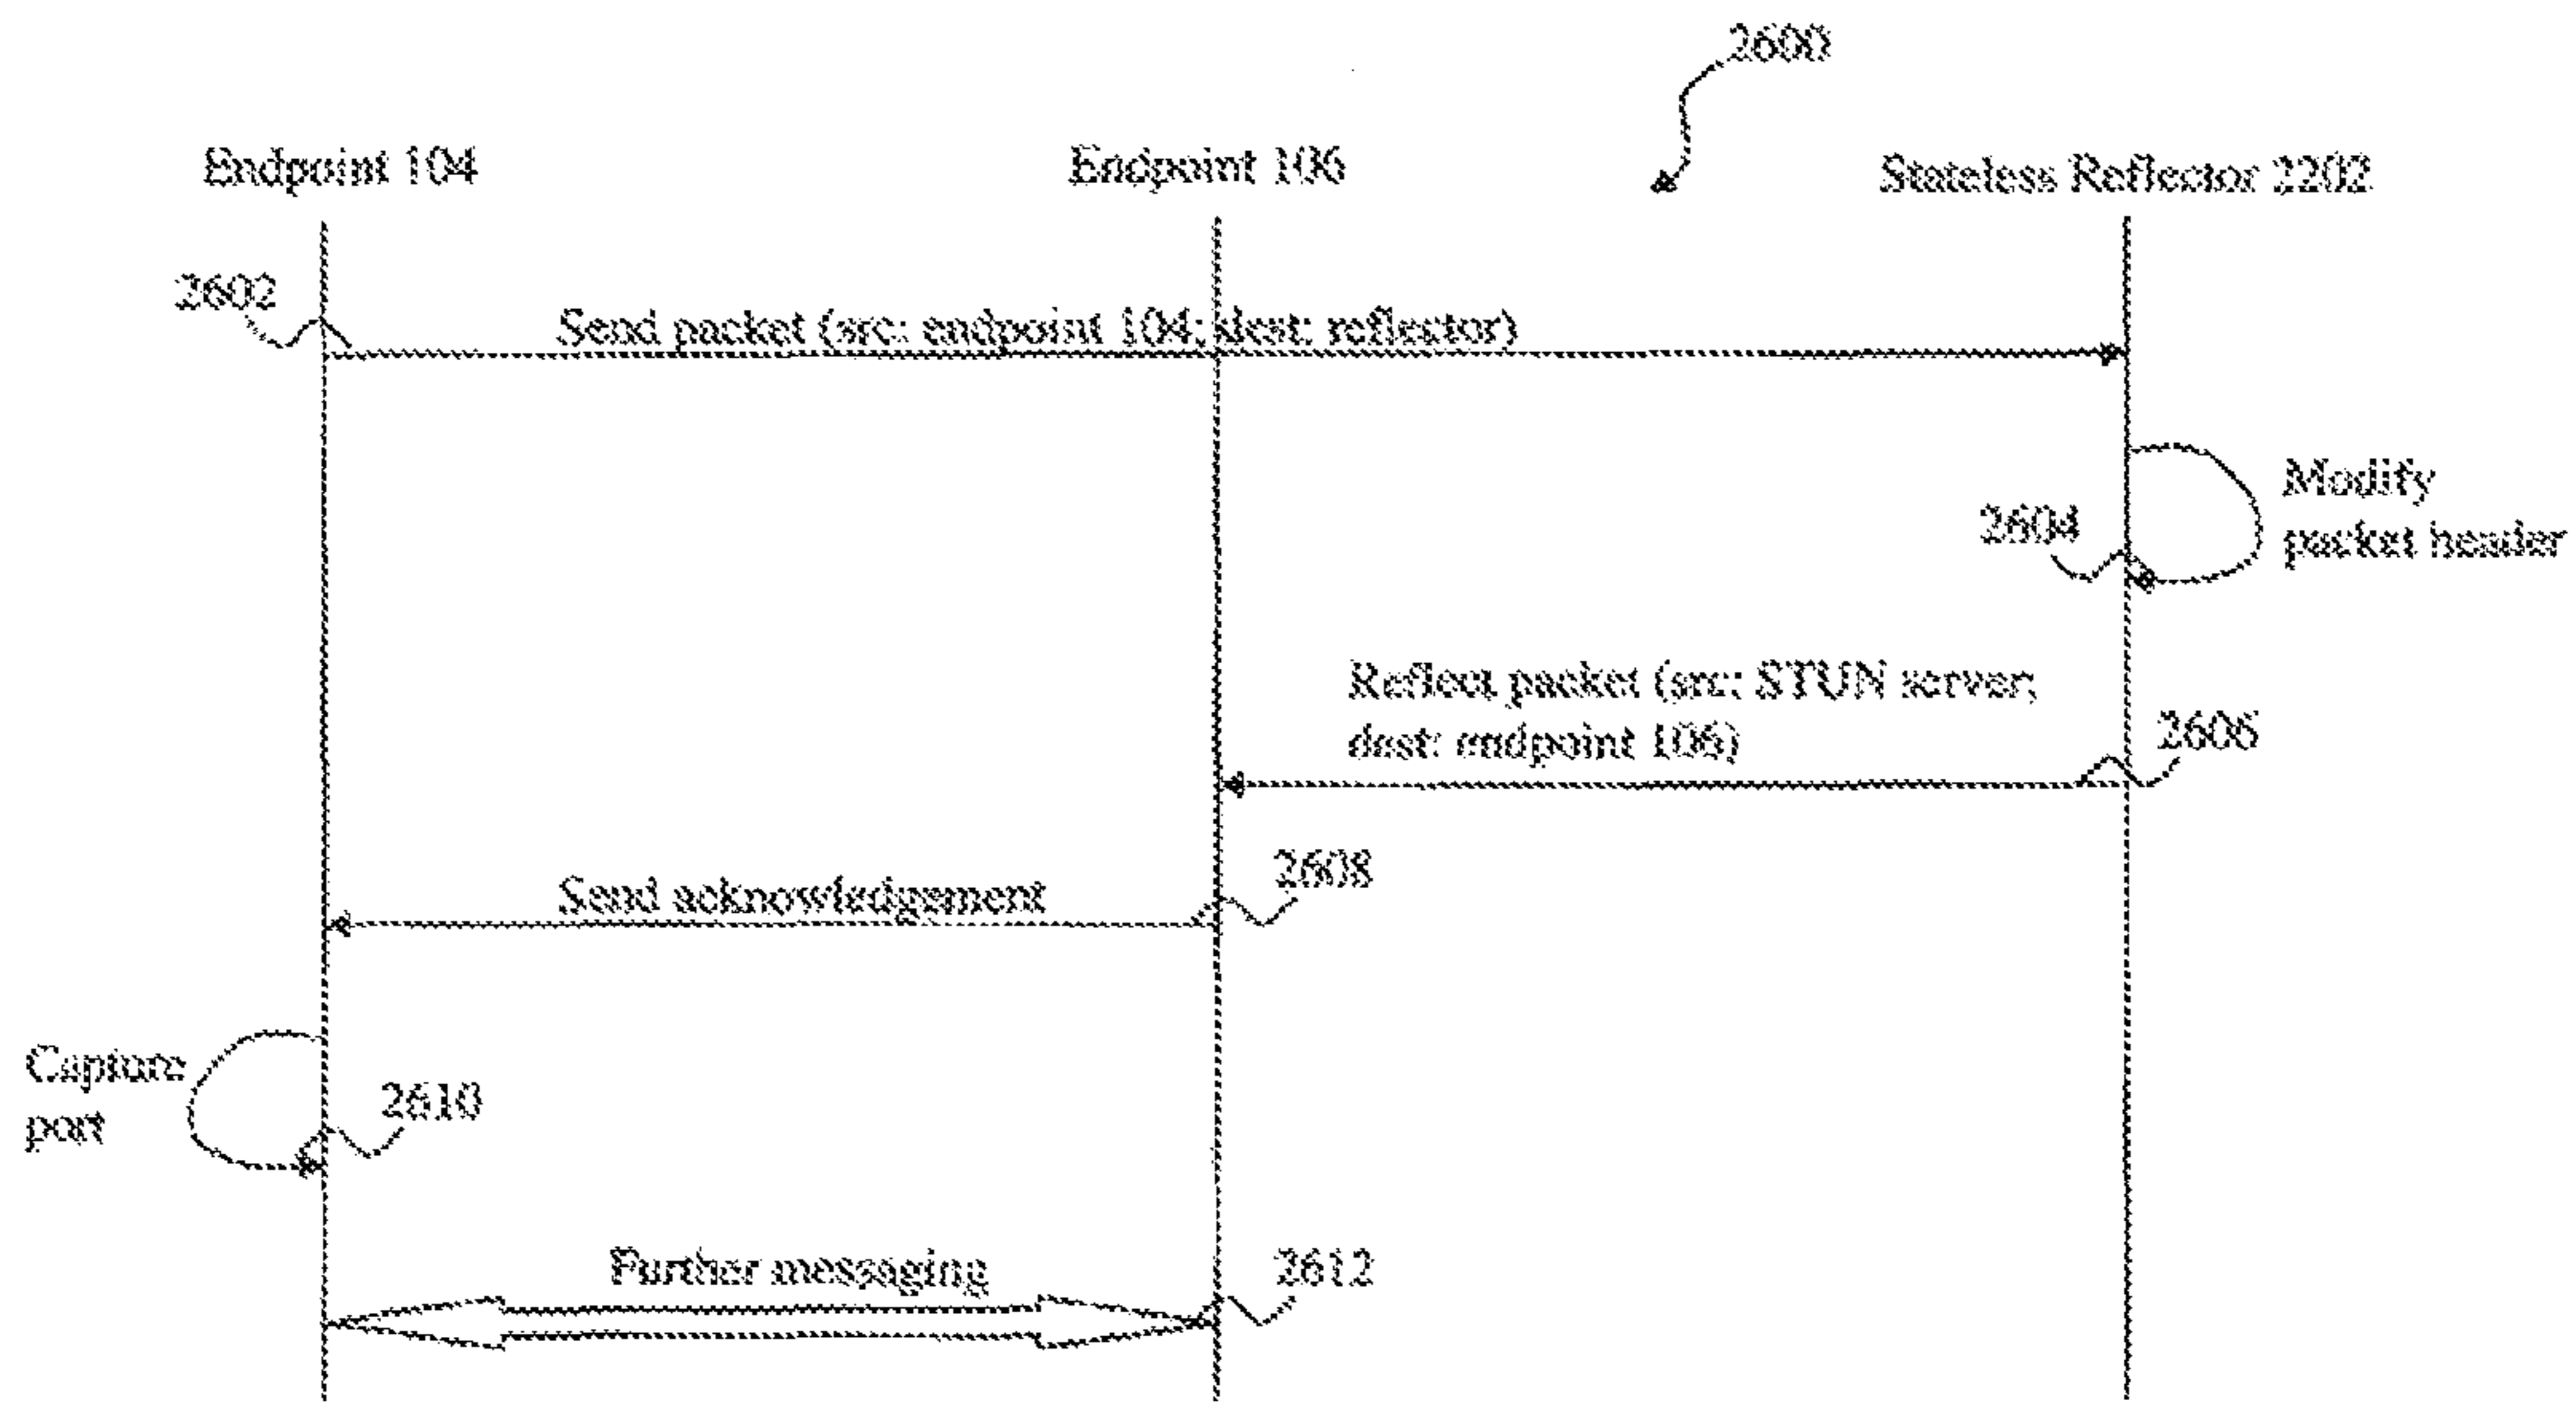 2600
Endpoint 104
Endpoint 106
Stateless Reflector 2202
2602
Send packet (src: endpoint 104; dest: reflector)
Modify
packet header
2604
Reflect packet (src: STUN server;
dest: endpoint 106)
2606
2608
Send acknowledgement
Capture
port
2610
Further messaging
2612